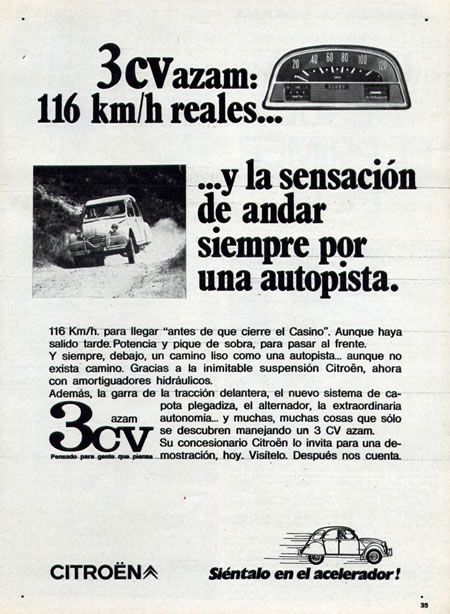 3CV azam:
116 km/h reales...
20 40 60 80 100 120
...y la sensación
de andar
siempre por
una autopista.
116 Km/h. para llegar "antes de que cierre el Casino". Aunque haya
salido tarde. Potencia y pique de sobra, para pasar al frente.
Y siempre, debajo, un camino liso como una autopista... aunque no
exista camino. Gracias a la inimitable suspensión Citroën, ahora
con amortiguadores hidráulicos.
Además, la garra de la tracción delantera, el nuevo sistema de ca-
pota plegadiza, el alternador, la extraordinaria
autonomía... y muchas, muchas cosas que sólo
se descubren manejando un 3 CV azam.
Su concesionario Citroën lo invita para una de-
mostración, hoy. Visítelo. Después nos cuenta.
azam
3CV
Pensado para gente que piensa
CITROËN
Siéntalo en el acelerador!
39